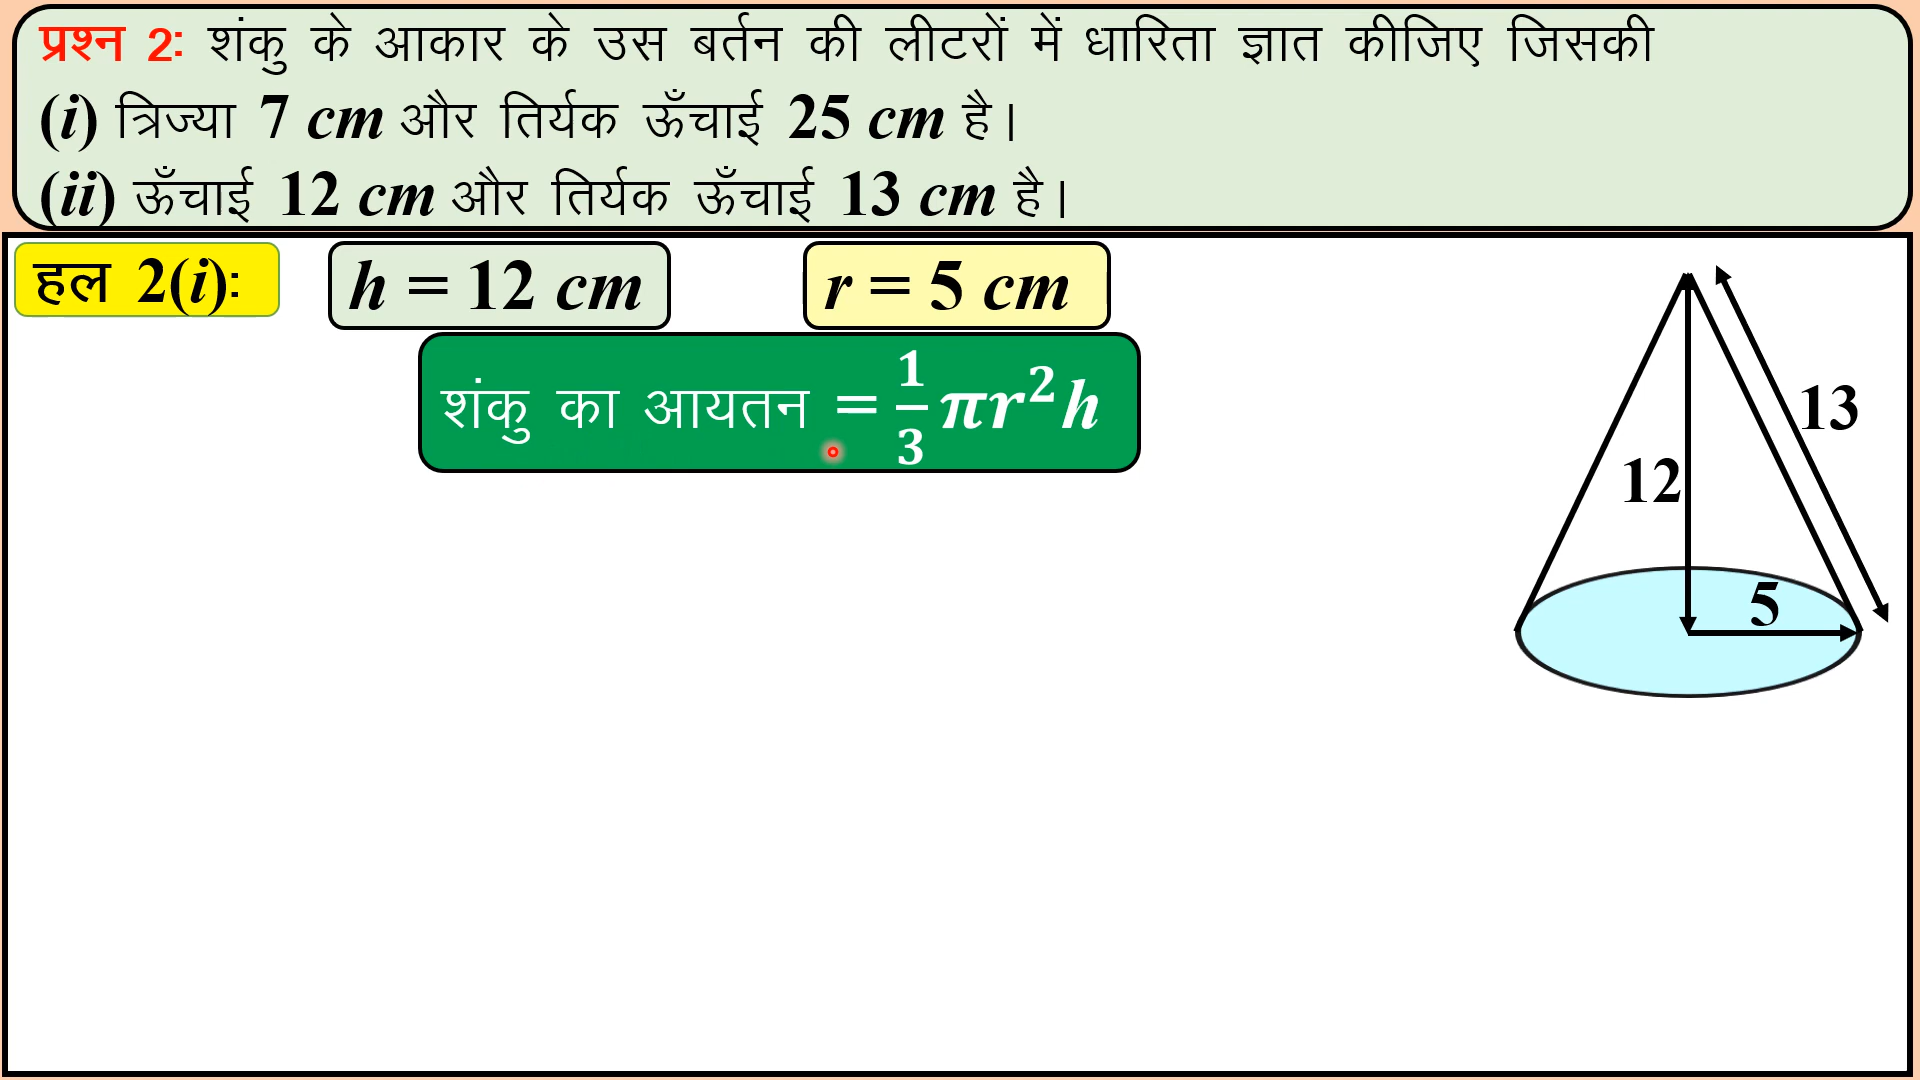 प्रश्न 2: शंकु के आकार के उस बर्तन की लीटरों में धारिता ज्ञात कीजिए जिसकी
(i) त्रिज्या 7 cm और तिर्यक ऊँचाई 25 cm है।
(ii) ऊँचाई 12 cm और तिर्यक ऊँचाई 13 cm है।
हल 2(i):
h = 12 cm
r = 5 cm
शंकु का आयतन = 1/3 πr²h
13
12
5